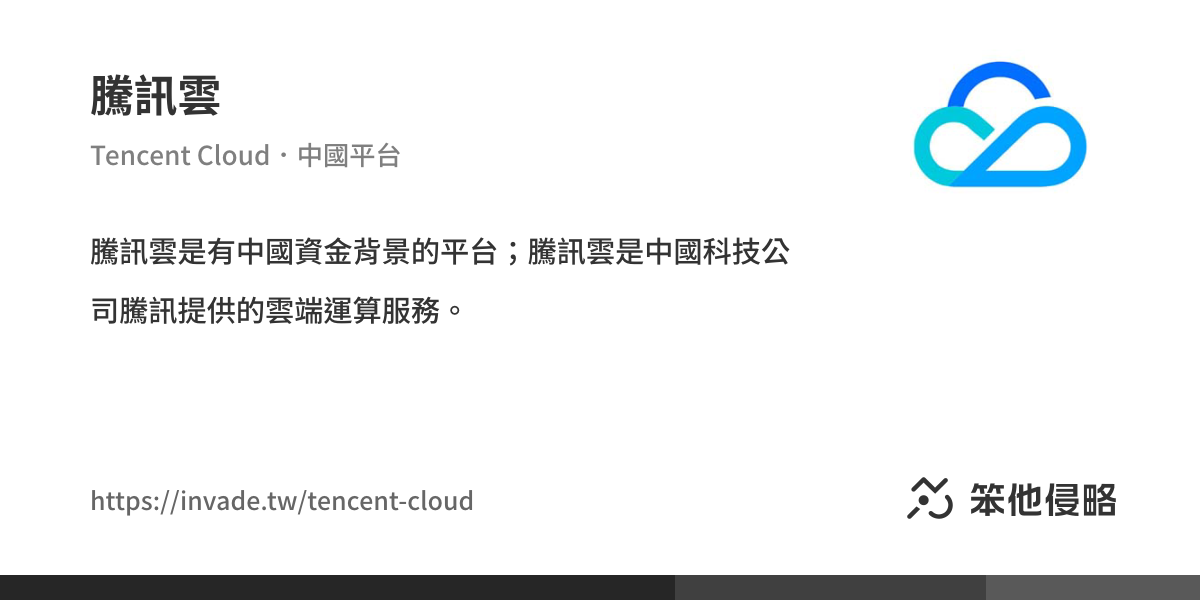 騰訊雲
Tencent Cloud・中國平台
騰訊雲是有中國資金背景的平台；騰訊雲是中國科技公
司騰訊提供的雲端運算服務。
https://invade.tw/tencent-cloud
笨他侵略